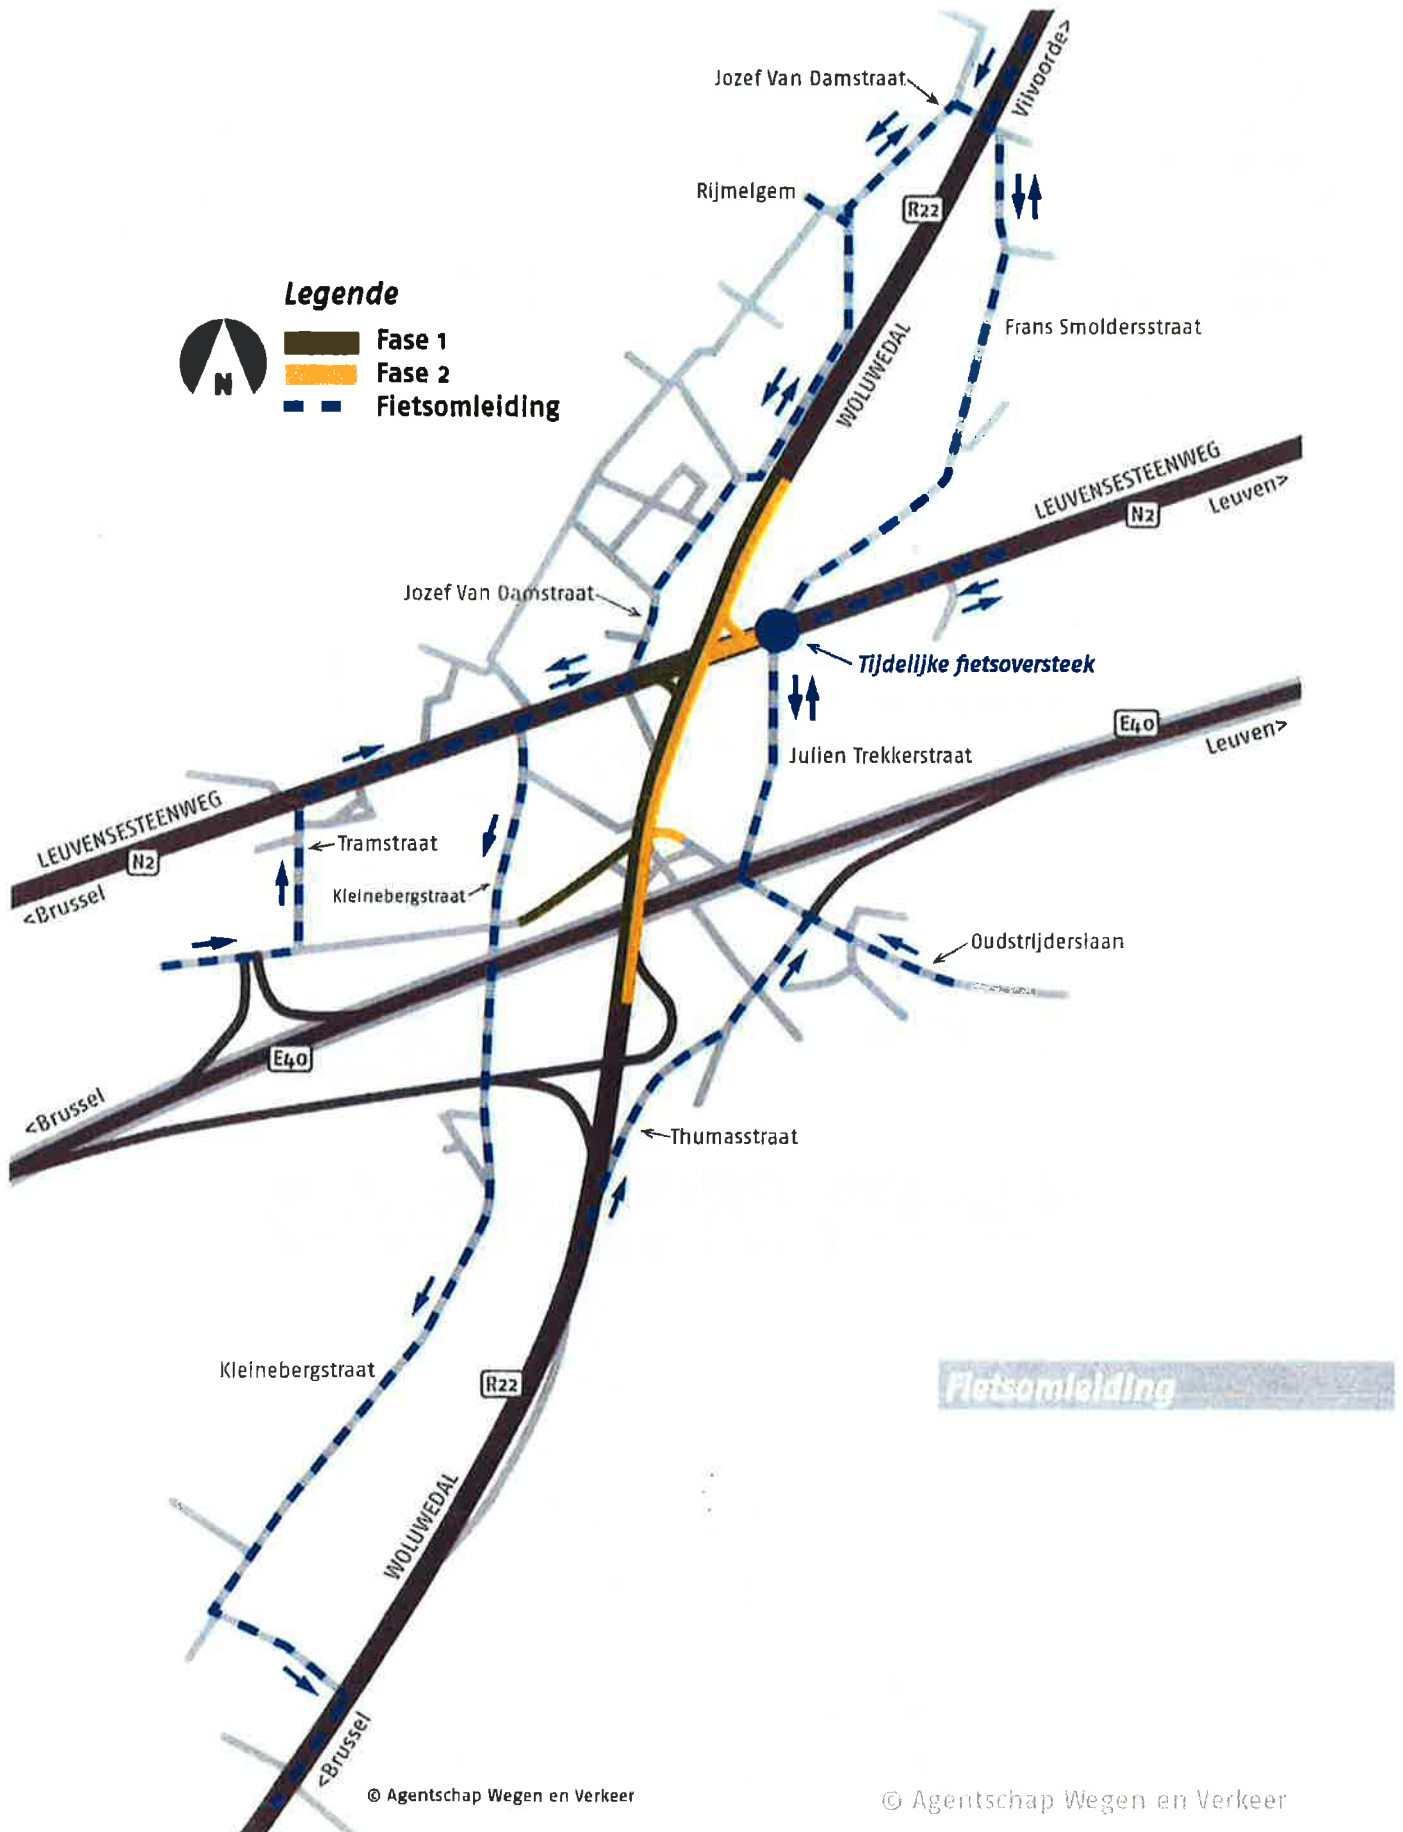 Jozef Van Damstraat
Vilvoorde>
Rijmelgem
R22
Legende
Fase 1
Fase 2
Fietsomleiding
N
Frans Smoldersstraat
WOLUWEDAL
LEUVENSESTEENWEG
N2
Leuven>
Jozef Van Damstraat
Tijdelijke fietsoversteek
E40
Leuven>
Julien Trekkerstraat
LEUVENSESTEENWEG
N2
<Brussel
Tramstraat
Kleinebergstraat
Oudstrijderslaan
E40
<Brussel
Thumasstraat
Kleinebergstraat
R22
Fietsomleiding
WOLUWEDAL
<Brussel
© Agentschap Wegen en Verkeer
© Agentschap Wegen en Verkeer